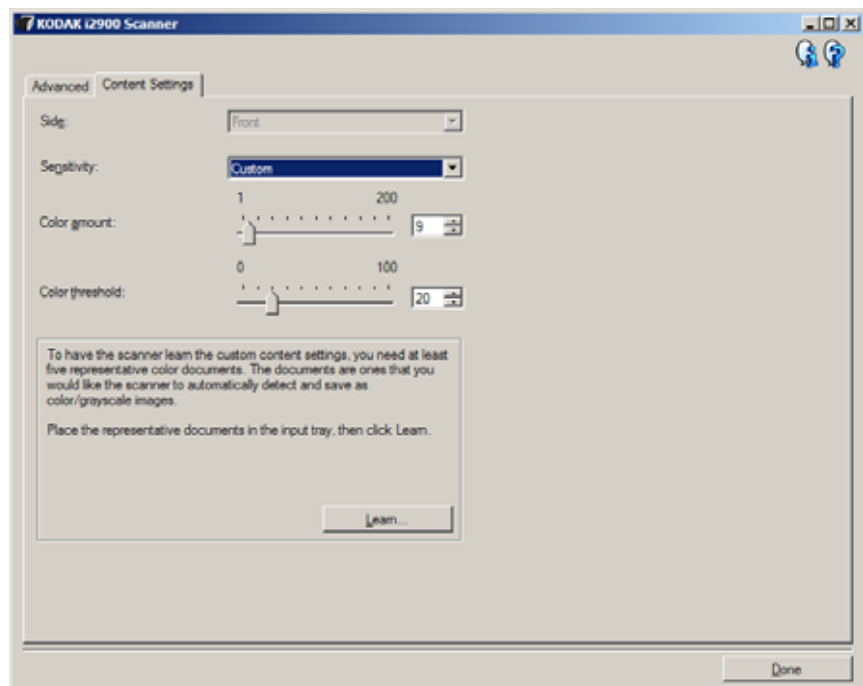 KODAK i2900 Scanner
Advanced Content Settings
Side: Front
Sensitivity: Custom
1 200
Color amount: 9
0 100
Color threshold: 20
To have the scanner learn the custom content settings, you need at least
five representative color documents. The documents are ones that you
would like the scanner to automatically detect and save as
color/grayscale images.
Place the representative documents in the input tray, then click Learn.
Learn...
Done